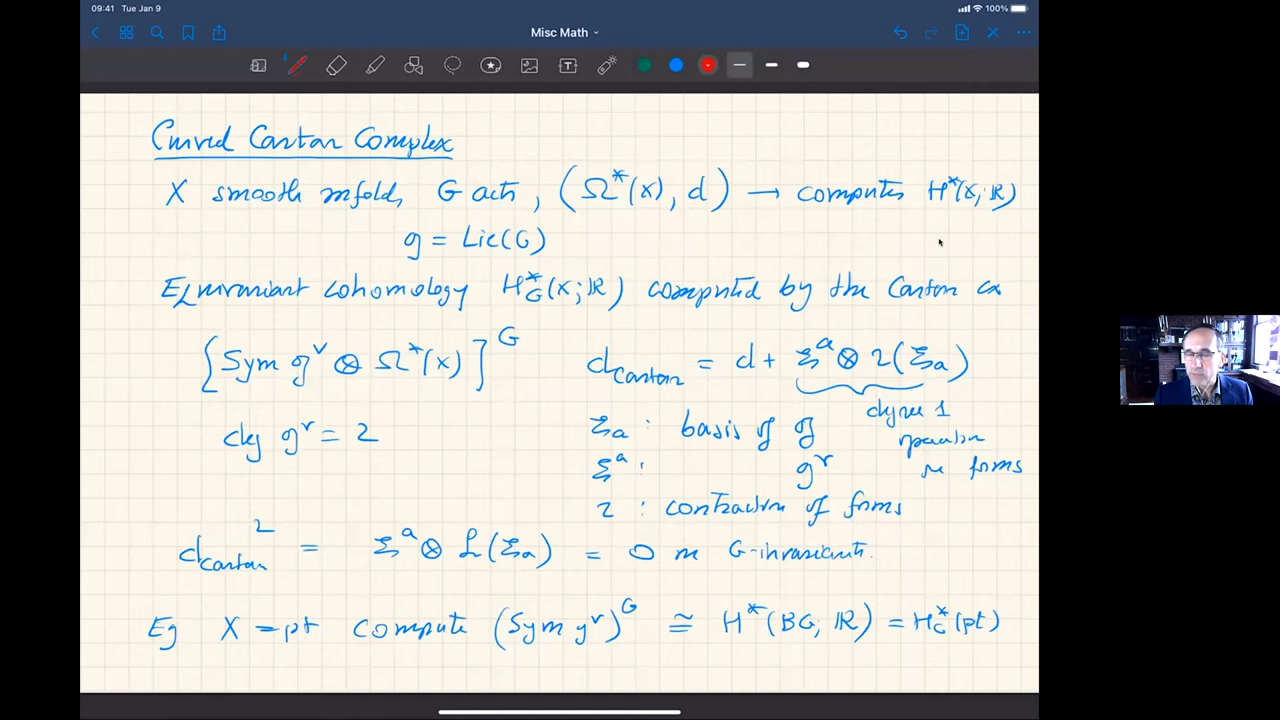 09:41 Tue Jan 9
100%
Misc Math
Curved Cartan Complex
X smooth mfold, G acts, (Ω*(X), d) → computes H*(X; ℝ)
g = Lie(G)
Equivariant cohomology H*_G(X; ℝ) computed by the Cartan cx
[Sym g^v ⊗ Ω*(X)]^G d_Cartan = d + ξ^a ⊗ ι(ξ_a)
degree 1 operation on forms
deg g^v = 2
ξ_a : basis of g
ξ^a : g^v
ι : contraction of forms
d_Cartan^2 = ξ^a ⊗ L(ξ_a) = 0 on G-invariants.
Eg X = pt compute (Sym g^v)^G ≅ H*(BG; ℝ) = H*_G(pt)